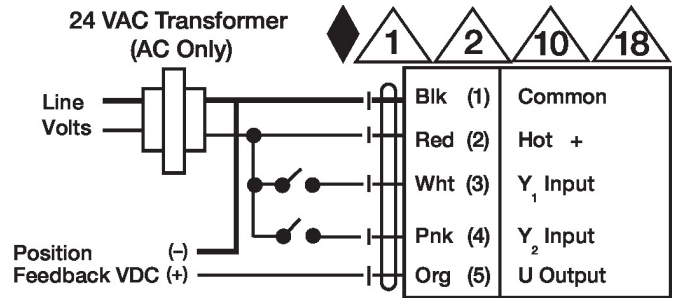 24 VAC Transformer
(AC Only)
1 2 10 18
Line
Volts
Blk (1) Common
Red (2) Hot +
Wht (3) Y1 Input
Pnk (4) Y2 Input
Org (5) U Output
Position (–)
Feedback VDC (+)